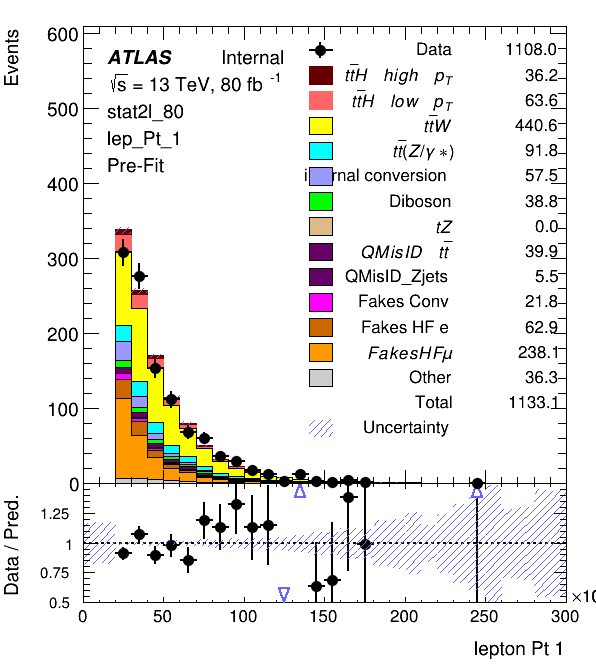 Events
600
500
400
300
200
100
0
ATLAS Internal
√s = 13 TeV, 80 fb -1
stat2l_80
lep_Pt_1
Pre-Fit
Data 1108.0
tt̅H high pT 36.2
tt̅H low pT 63.6
tt̅W 440.6
tt̅(Z/γ *) 91.8
rnal conversion 57.5
Diboson 38.8
tZ 0.0
QMisID tt̅ 39.9
QMisID_Zjets 5.5
Fakes Conv 21.8
Fakes HF e 62.9
FakesHFμ 238.1
Other 36.3
Total 1133.1
Uncertainty
Data / Pred.
1.25
1
0.75
0.5
0 50 100 150 200 250 300
×10
lepton Pt 1